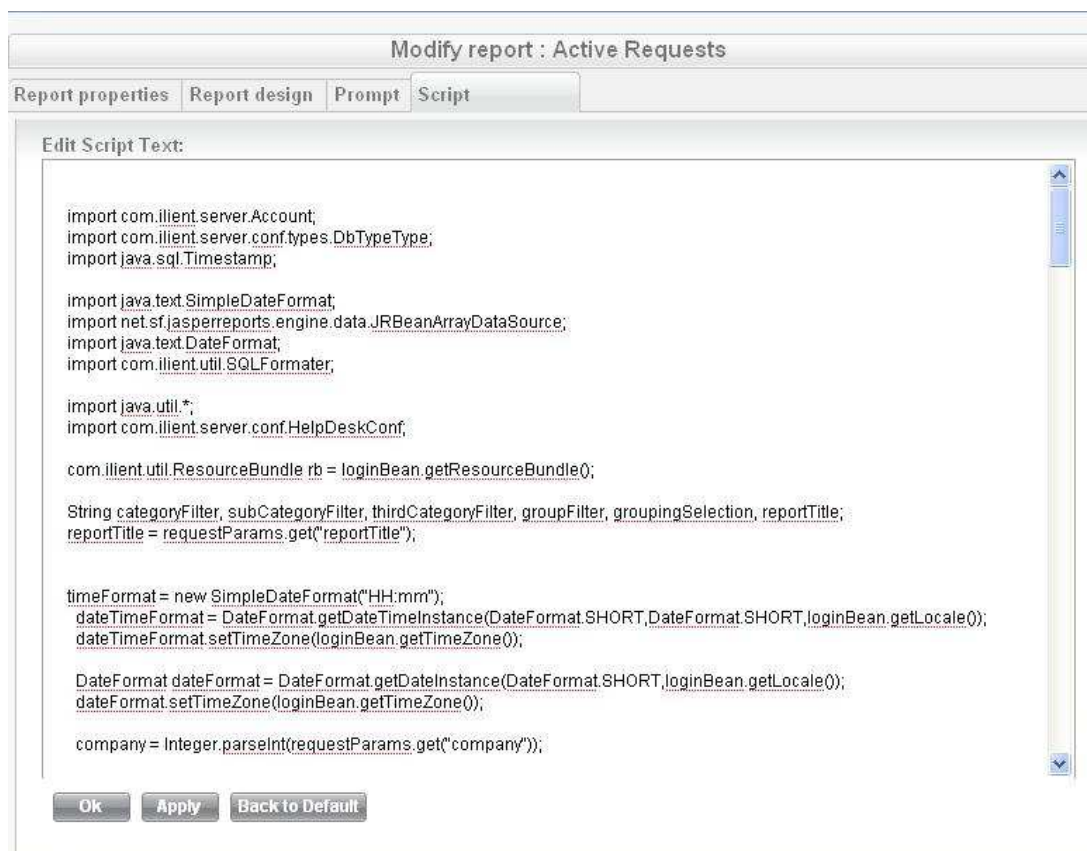 Modify report : Active Requests
Report properties Report design Prompt Script
Edit Script Text:
import com.ilient.server.Account;
import com.ilient.server.conf.types.DbTypeType;
import java.sql.Timestamp;
import java.text.SimpleDateFormat;
import net.sf.jasperreports.engine.data.JRBeanArrayDataSource;
import java.text.DateFormat;
import com.ilient.util.SQLFormater;
import java.util.*;
import com.ilient.server.conf.HelpDeskConf;
com.ilient.util.ResourceBundle rb = loginBean.getResourceBundle();
String categoryFilter, subCategoryFilter, thirdCategoryFilter, groupFilter, groupingSelection, reportTitle;
reportTitle = requestParams.get("reportTitle");
timeFormat = new SimpleDateFormat("HH:mm");
dateTimeFormat = DateFormat.getDateTimeInstance(DateFormat.SHORT,DateFormat.SHORT,loginBean.getLocale());
dateTimeFormat.setTimeZone(loginBean.getTimeZone());
DateFormat dateFormat = DateFormat.getDateInstance(DateFormat.SHORT,loginBean.getLocale());
dateFormat.setTimeZone(loginBean.getTimeZone());
company = Integer.parseInt(requestParams.get("company"));
Ok Apply Back to Default